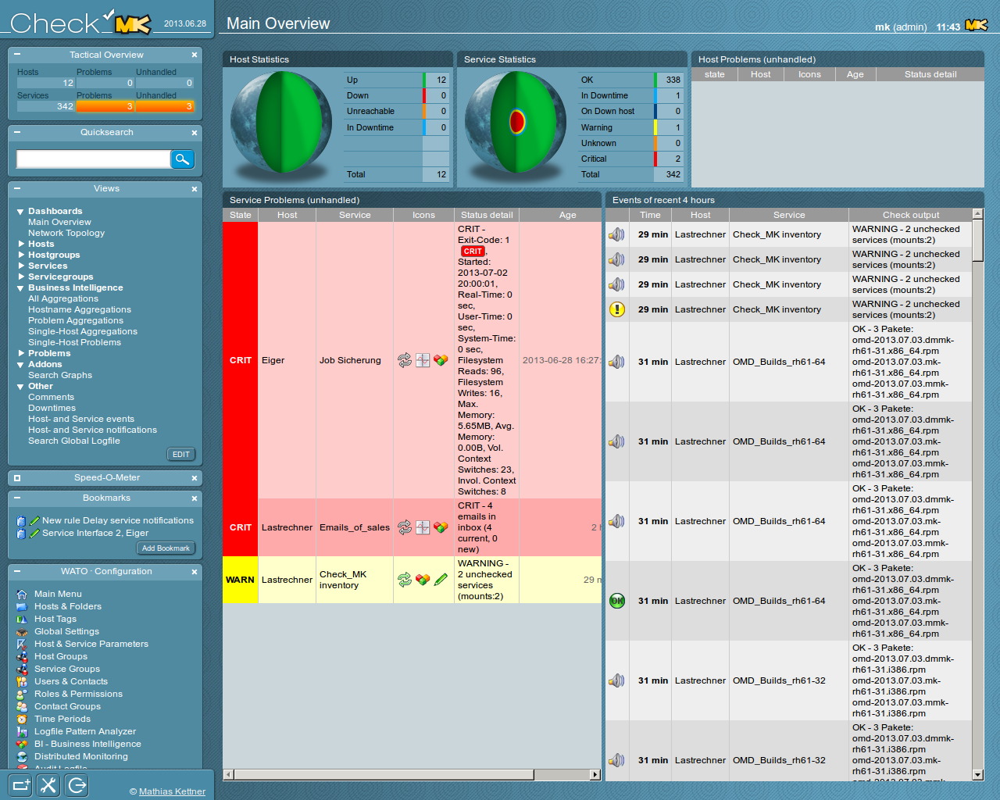 Check MK 2013.06.28
Main Overview
mk (admin) 11:43
Tactical Overview
Hosts Problems Unhandled
12 0 0
Services Problems Unhandled
342 3 3
Quicksearch
Views
Dashboards
Main Overview
Network Topology
Hosts
Hostgroups
Services
Servicegroups
Business Intelligence
All Aggregations
Hostname Aggregations
Problem Aggregations
Single-Host Aggregations
Single-Host Problems
Problems
Addons
Search Graphs
Other
Comments
Downtimes
Host- and Service events
Host- and Service notifications
Search Global Logfile
EDIT
Speed-O-Meter
Bookmarks
New rule Delay service notifications
Service Interface 2, Eiger
Add Bookmark
WATO · Configuration
Main Menu
Hosts & Folders
Host Tags
Global Settings
Host & Service Parameters
Host Groups
Service Groups
Users & Contacts
Roles & Permissions
Contact Groups
Time Periods
Logfile Pattern Analyzer
BI - Business Intelligence
Distributed Monitoring
Audit Logfile
© Mathias Kettner
Host Statistics
Up 12
Down 0
Unreachable 0
In Downtime 0
Total 12
Service Statistics
OK 338
In Downtime 1
On Down host 0
Warning 1
Unknown 0
Critical 2
Total 342
Host Problems (unhandled)
state Host Icons Age Status detail
Service Problems (unhandled)
State Host Service Icons Status detail Age
CRIT Eiger Job Sicherung
CRIT -
Exit-Code: 1
CRIT,
Started:
2013-07-02
20:00:01,
Real-Time: 0
sec,
User-Time: 0
sec,
System-Time:
0 sec,
Filesystem
Reads: 96,
Filesystem
Writes: 16,
Max.
Memory:
5.65MB, Avg.
Memory:
0.00B, Vol.
Context
Switches: 23,
Invol. Context
Switches: 8
2013-06-28 16:27:
CRIT Lastrechner Emails_of_sales
CRIT - 4
emails in
inbox (4
current, 0
new)
2 h
WARN Lastrechner Check_MK
inventory
WARNING -
2 unchecked
services
(mounts:2)
29 m
Events of recent 4 hours
Time Host Service Check output
29 min Lastrechner Check_MK inventory WARNING - 2 unchecked
services (mounts:2)
29 min Lastrechner Check_MK inventory WARNING - 2 unchecked
services (mounts:2)
29 min Lastrechner Check_MK inventory WARNING - 2 unchecked
services (mounts:2)
29 min Lastrechner Check_MK inventory WARNING - 2 unchecked
services (mounts:2)
31 min Lastrechner OMD_Builds_rh61-64
OK - 3 Pakete:
omd-2013.07.03.dmmk-
rh61-31.x86_64.rpm
omd-2013.07.03.mk-
rh61-31.x86_64.rpm
omd-2013.07.03.mmk-
rh61-31.x86_64.rpm
31 min Lastrechner OMD_Builds_rh61-64
OK - 3 Pakete:
omd-2013.07.03.dmmk-
rh61-31.x86_64.rpm
omd-2013.07.03.mk-
rh61-31.x86_64.rpm
omd-2013.07.03.mmk-
rh61-31.x86_64.rpm
31 min Lastrechner OMD_Builds_rh61-64
OK - 3 Pakete:
omd-2013.07.03.dmmk-
rh61-31.x86_64.rpm
omd-2013.07.03.mk-
rh61-31.x86_64.rpm
omd-2013.07.03.mmk-
rh61-31.x86_64.rpm
OK 31 min Lastrechner OMD_Builds_rh61-64
OK - 3 Pakete:
omd-2013.07.03.dmmk-
rh61-31.x86_64.rpm
omd-2013.07.03.mk-
rh61-31.x86_64.rpm
omd-2013.07.03.mmk-
rh61-31.x86_64.rpm
31 min Lastrechner OMD_Builds_rh61-32
OK - 3 Pakete:
omd-2013.07.03.dmmk-
rh61-31.i386.rpm
omd-2013.07.03.mk-
rh61-31.i386.rpm
omd-2013.07.03.mmk-
rh61-31.i386.rpm
31 min Lastrechner OMD_Builds_rh61-32
OK - 3 Pakete:
omd-2013.07.03.dmmk-
rh61-31.i386.rpm
omd-2013.07.03.mk-
rh61-31.i386.rpm